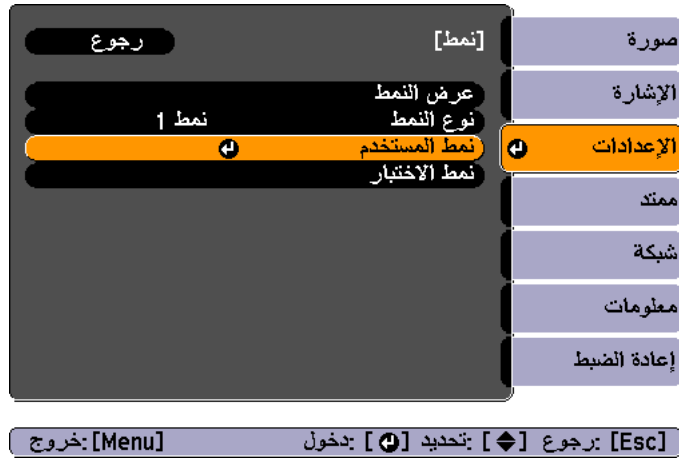 صورة
الإشارة
الإعدادات
ممتد
شبكة
معلومات
إعادة الضبط
[نمط] رجوع
عرض النمط
نوع النمط نمط 1
نمط المستخدم
نمط الاختبار
[Esc] :رجوع [◆] :تحديد [⏎] :دخول [Menu] :خروج